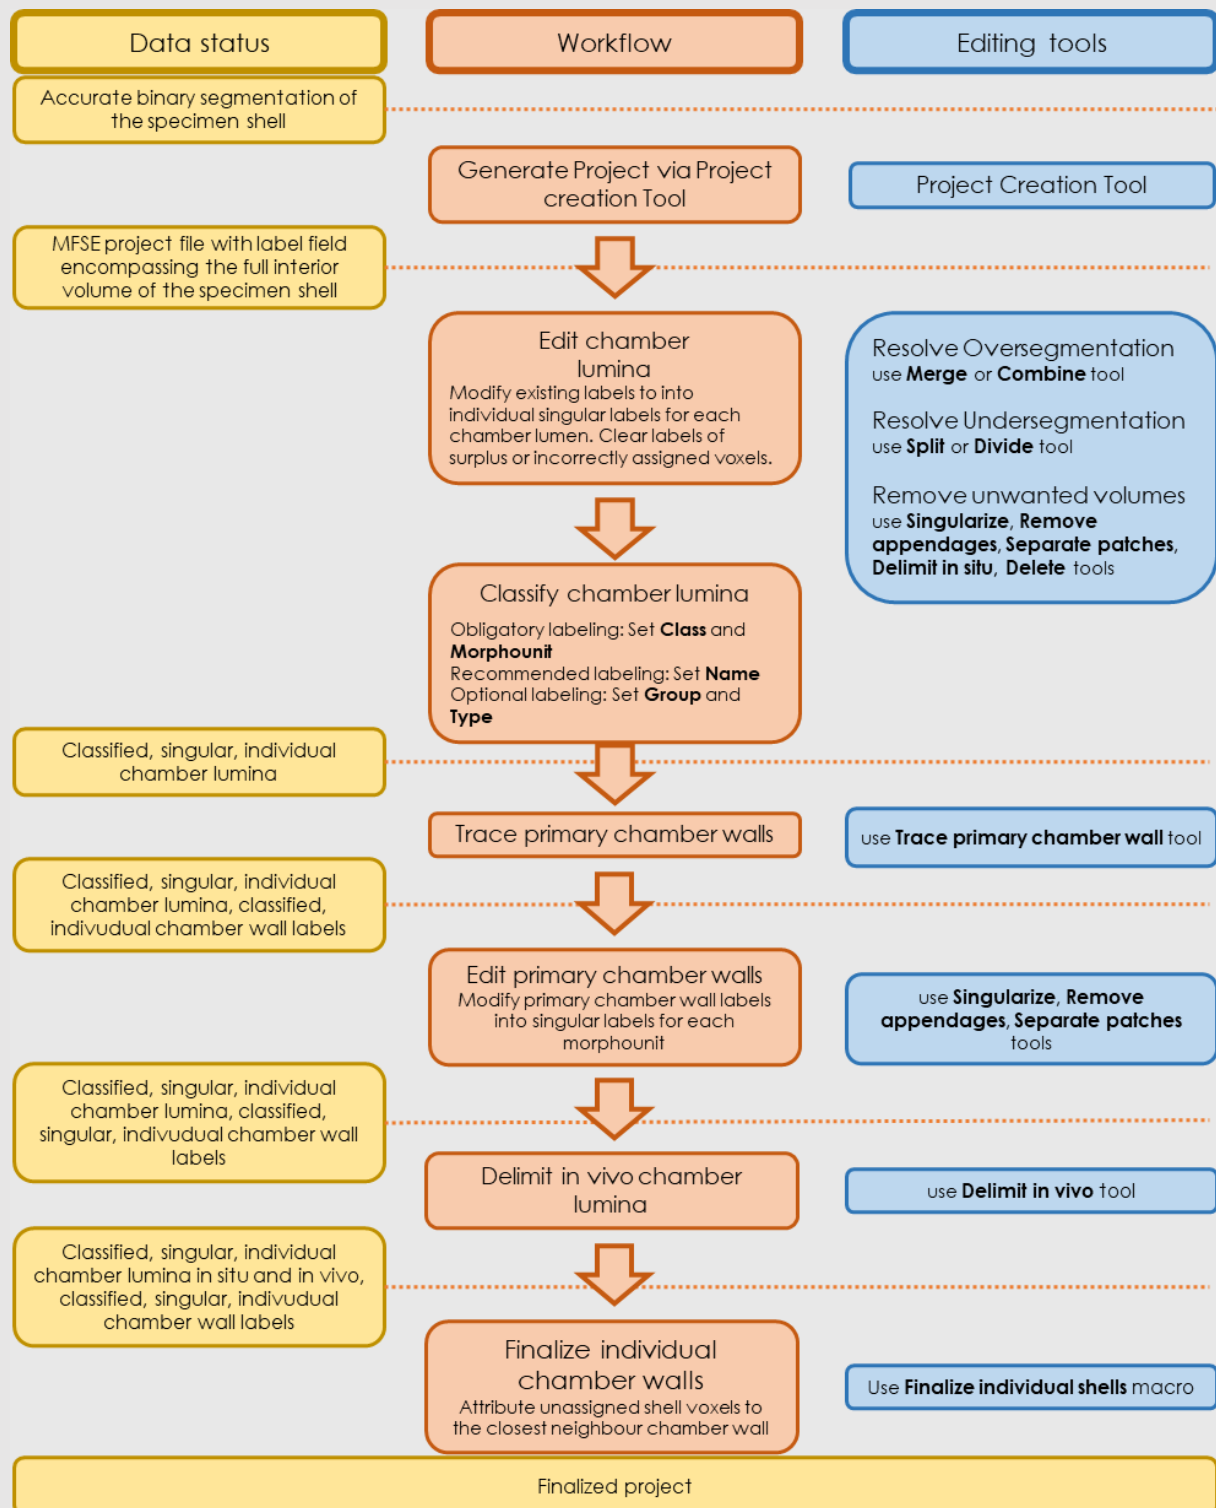 Data status
Workflow
Editing tools
Accurate binary segmentation of
the specimen shell
Generate Project via Project
creation Tool
Project Creation Tool
MFSE project file with label field
encompassing the full interior
volume of the specimen shell
Edit chamber
lumina
Modify existing labels to into
individual singular labels for each
chamber lumen. Clear labels of
surplus or incorrectly assigned voxels.
Resolve Oversegmentation
use Merge or Combine tool
Resolve Undersegmentation
use Split or Divide tool
Remove unwanted volumes
use Singularize, Remove
appendages, Separate patches,
Delimit in situ, Delete tools
Classify chamber lumina
Obligatory labeling: Set Class and
Morphounit
Recommended labeling: Set Name
Optional labeling: Set Group and
Type
Classified, singular, individual
chamber lumina
Trace primary chamber walls
use Trace primary chamber wall tool
Classified, singular, individual
chamber lumina, classified,
indivudual chamber wall labels
Edit primary chamber walls
Modify primary chamber wall labels
into singular labels for each
morphounit
use Singularize, Remove
appendages, Separate patches
tools
Classified, singular, individual
chamber lumina, classified,
singular, indivudual chamber wall
labels
Delimit in vivo chamber
lumina
use Delimit in vivo tool
Classified, singular, individual
chamber lumina in situ and in vivo,
classified, singular, indivudual
chamber wall labels
Finalize individual
chamber walls
Attribute unassigned shell voxels to
the closest neighbour chamber wall
Use Finalize individual shells macro
Finalized project